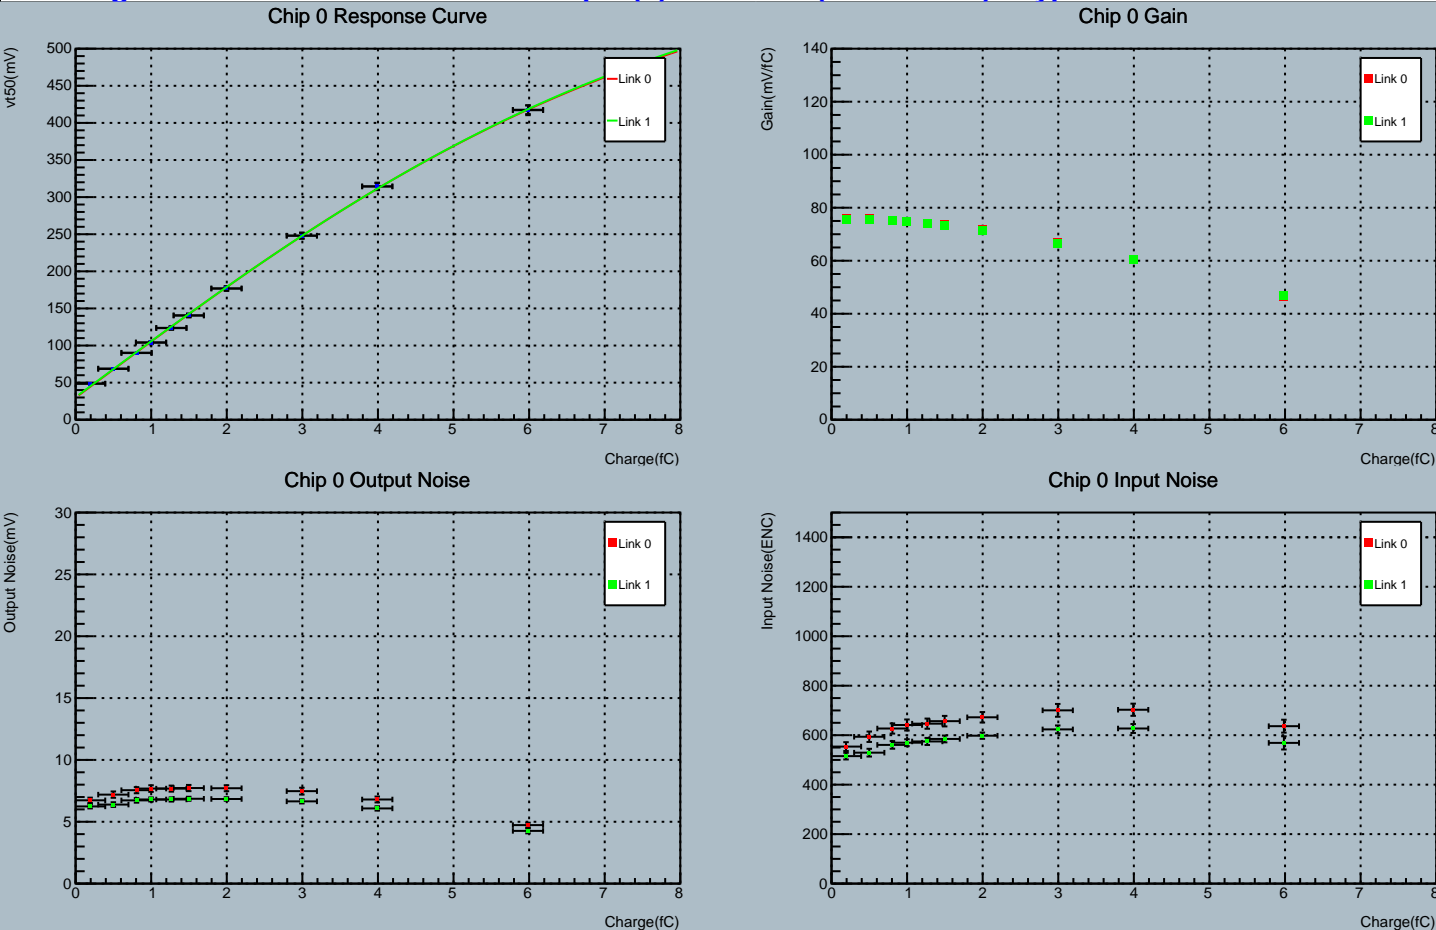 Chip 0 Response Curve
vt50(mV)
500
450
400
350
300
250
200
150
100
50
0
0 1 2 3 4 5 6 7 8
Charge(fC)
Link 0
Link 1
Chip 0 Gain
Gain(mV/fC)
140
120
100
80
60
40
20
0
0 1 2 3 4 5 6 7 8
Charge(fC)
Link 0
Link 1
Chip 0 Output Noise
Output Noise(mV)
30
25
20
15
10
5
0
0 1 2 3 4 5 6 7 8
Charge(fC)
Link 0
Link 1
Chip 0 Input Noise
Input Noise(ENC)
1400
1200
1000
800
600
400
200
0
0 1 2 3 4 5 6 7 8
Charge(fC)
Link 0
Link 1